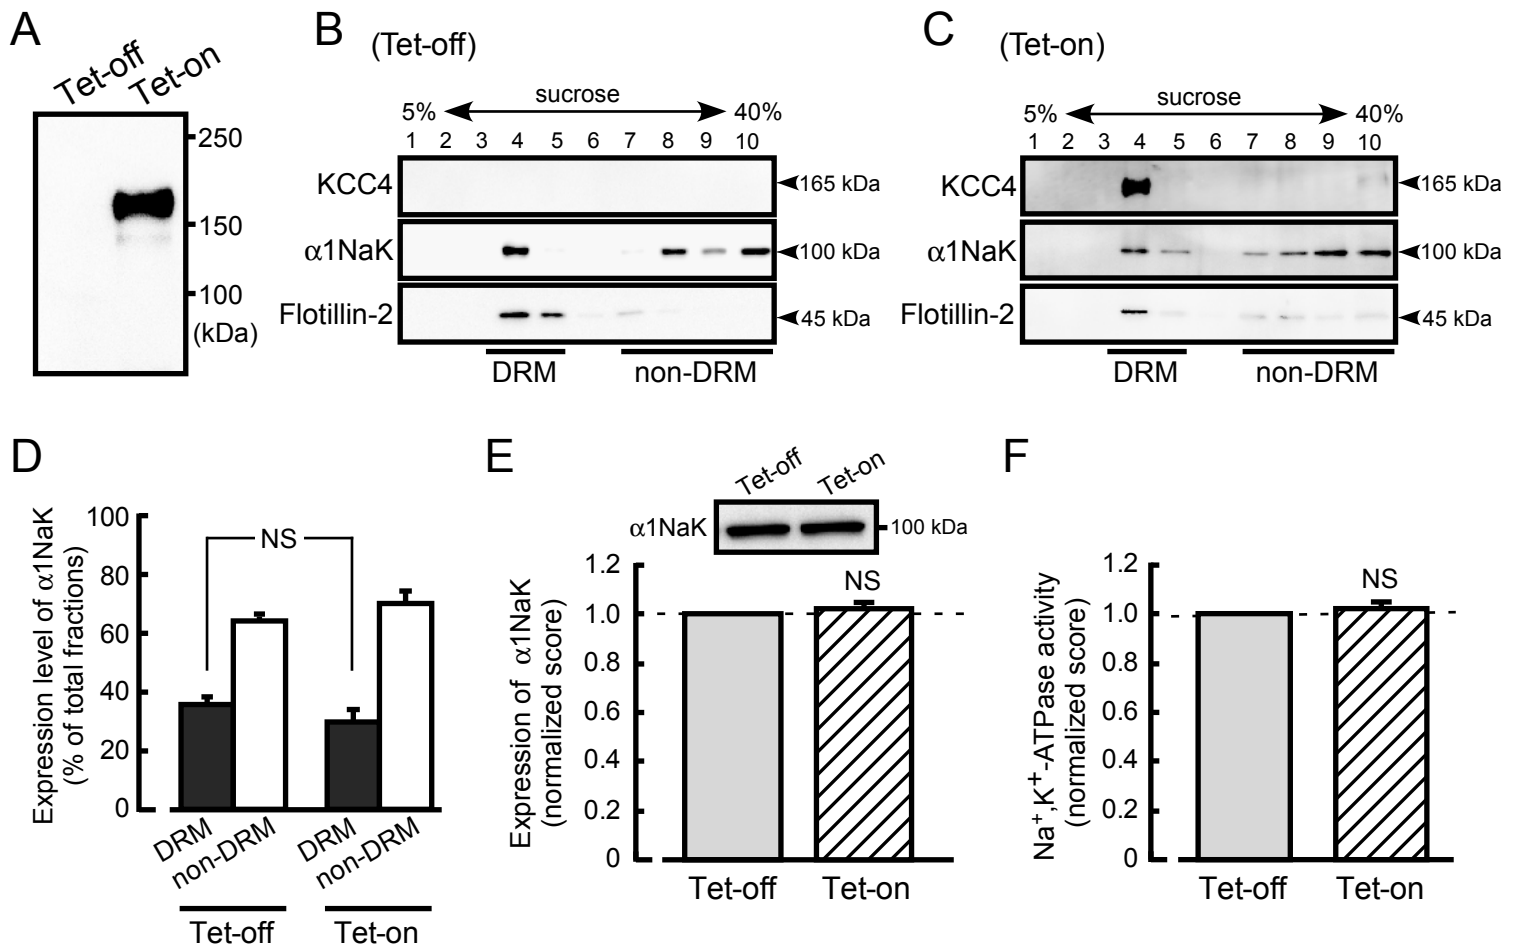 A
Tet-off
Tet-on
250
150
100
(kDa)
B
(Tet-off)
5% sucrose 40%
1 2 3 4 5 6 7 8 9 10
KCC4 165 kDa
α1NaK 100 kDa
Flotillin-2 45 kDa
DRM non-DRM
C
(Tet-on)
5% sucrose 40%
1 2 3 4 5 6 7 8 9 10
KCC4 165 kDa
α1NaK 100 kDa
Flotillin-2 45 kDa
DRM non-DRM
D
Expression level of α1NaK
(% of total fractions)
100
80
60
40
20
0
NS
DRM
non-DRM
DRM
non-DRM
Tet-off Tet-on
E
Tet-off
Tet-on
α1NaK 100 kDa
Expression of α1NaK
(normalized score)
1.2
1.0
0.8
0.6
0.4
0.2
0
NS
Tet-off Tet-on
F
Na⁺,K⁺-ATPase activity
(normalized score)
1.2
1.0
0.8
0.6
0.4
0.2
0
NS
Tet-off Tet-on